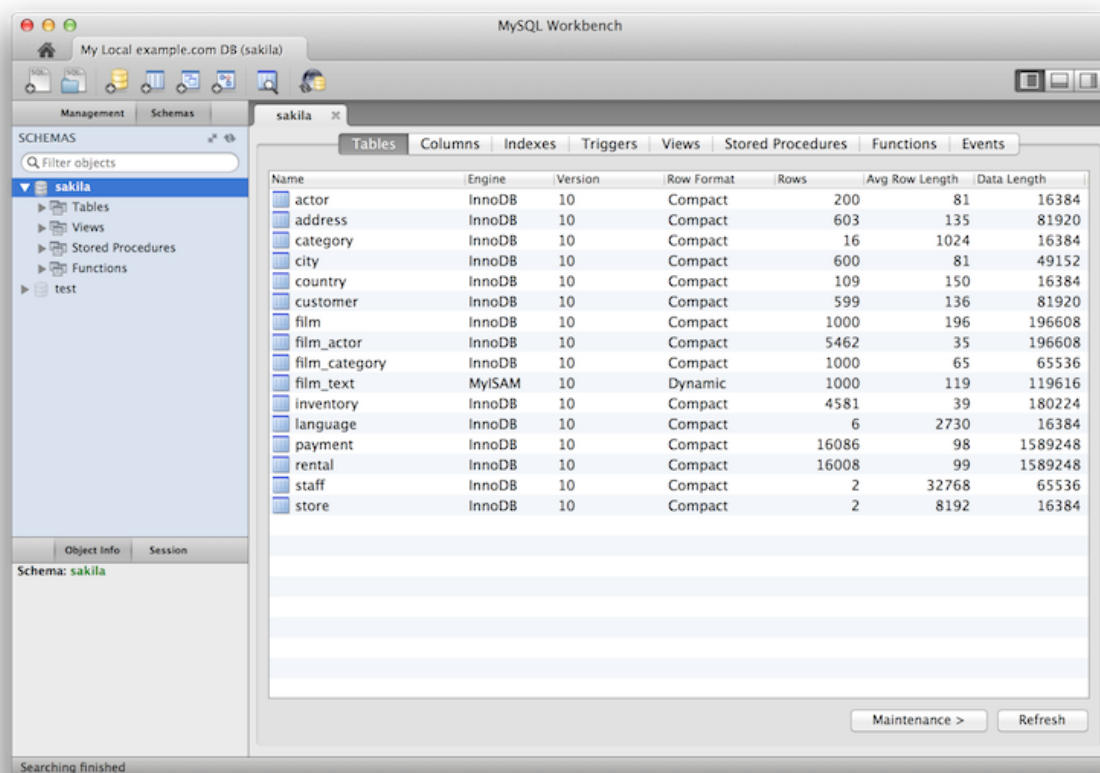 MySQL Workbench
My Local example.com DB (sakila)
SQL SQL
Management Schemas
SCHEMAS
Filter objects
sakila
Tables
Views
Stored Procedures
Functions
test
Object Info Session
Schema: sakila
sakila
Tables Columns Indexes Triggers Views Stored Procedures Functions Events
Name Engine Version Row Format Rows Avg Row Length Data Length
actor InnoDB 10 Compact 200 81 16384
address InnoDB 10 Compact 603 135 81920
category InnoDB 10 Compact 16 1024 16384
city InnoDB 10 Compact 600 81 49152
country InnoDB 10 Compact 109 150 16384
customer InnoDB 10 Compact 599 136 81920
film InnoDB 10 Compact 1000 196 196608
film_actor InnoDB 10 Compact 5462 35 196608
film_category InnoDB 10 Compact 1000 65 65536
film_text MyISAM 10 Dynamic 1000 119 119616
inventory InnoDB 10 Compact 4581 39 180224
language InnoDB 10 Compact 6 2730 16384
payment InnoDB 10 Compact 16086 98 1589248
rental InnoDB 10 Compact 16008 99 1589248
staff InnoDB 10 Compact 2 32768 65536
store InnoDB 10 Compact 2 8192 16384
Maintenance > Refresh
Searching finished